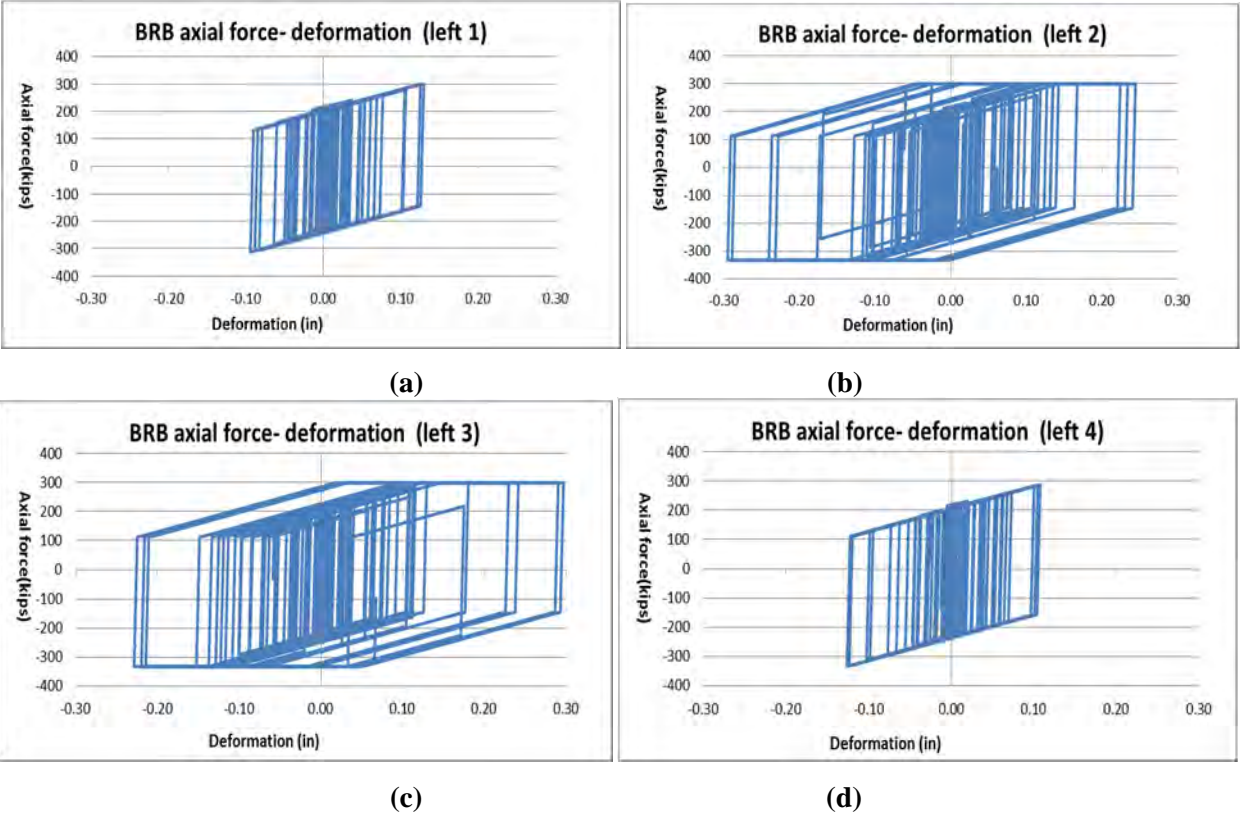 BRB axial force- deformation (left 1)
400
300
200
100
0
-100
-200
-300
-400
Axial force(kips)
-0.30 -0.20 -0.10 0.00 0.10 0.20 0.30
Deformation (in)
(a)
BRB axial force- deformation (left 2)
400
300
200
100
0
-100
-200
-300
-400
Axial force(kips)
-0.30 -0.20 -0.10 0.00 0.10 0.20 0.30
Deformation (in)
(b)
BRB axial force- deformation (left 3)
400
300
200
100
0
-100
-200
-300
-400
Axial force(kips)
-0.30 -0.20 -0.10 0.00 0.10 0.20 0.30
Deformation (in)
(c)
BRB axial force- deformation (left 4)
400
300
200
100
0
-100
-200
-300
-400
Axial force(kips)
-0.30 -0.20 -0.10 0.00 0.10 0.20 0.30
Deformation (in)
(d)